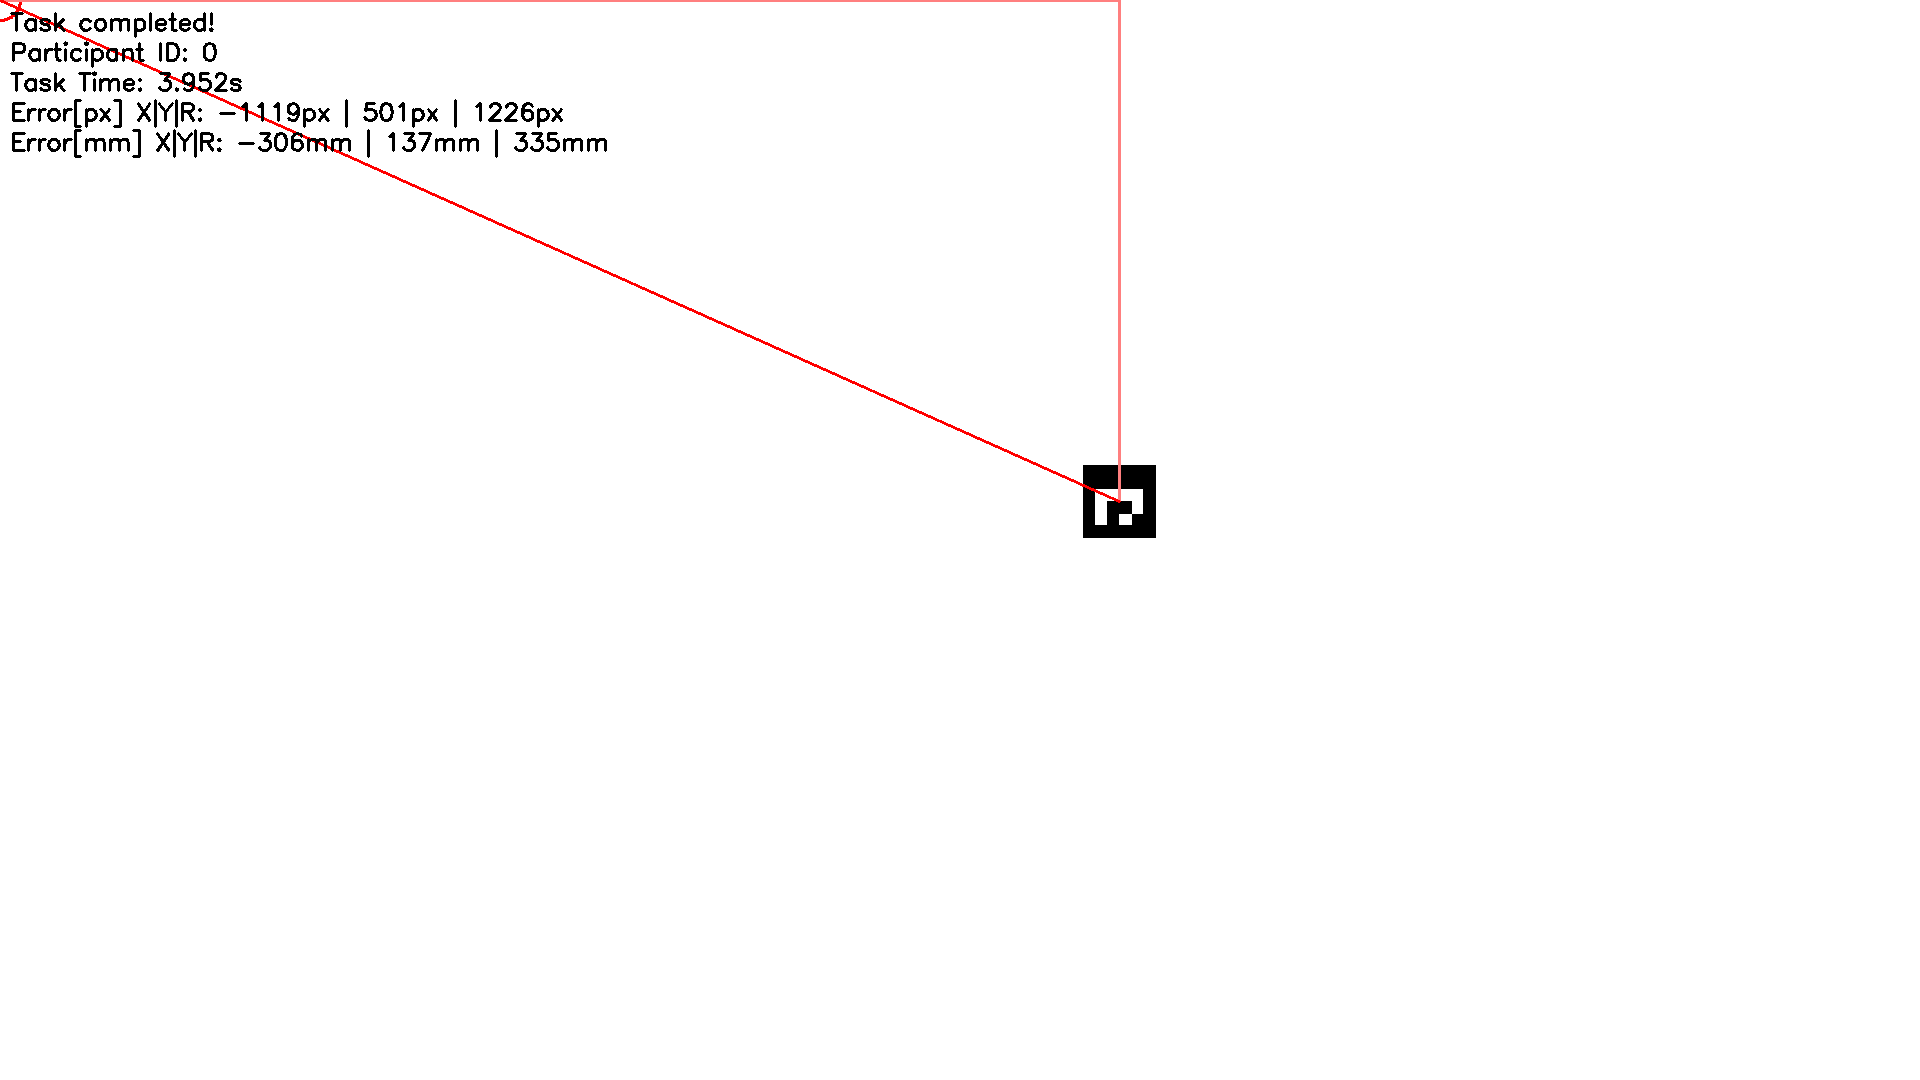 Task completed!
Participant ID: 0
Task Time: 3.952s
Error[px] X|Y|R: -1119px | 501px | 1226px
Error[mm] X|Y|R: -306mm | 137mm | 335mm